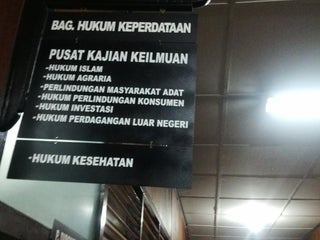 BAG. HUKUM KEPERDATAAN
PUSAT KAJIAN KEILMUAN
-HUKUM ISLAM
-HUKUM AGRARIA
-PERLINDUNGAN MASYARAKAT ADAT
-HUKUM PERLINDUNGAN KONSUMEN
-HUKUM INVESTASI
-HUKUM PERDAGANGAN LUAR NEGERI
-HUKUM KESEHATAN